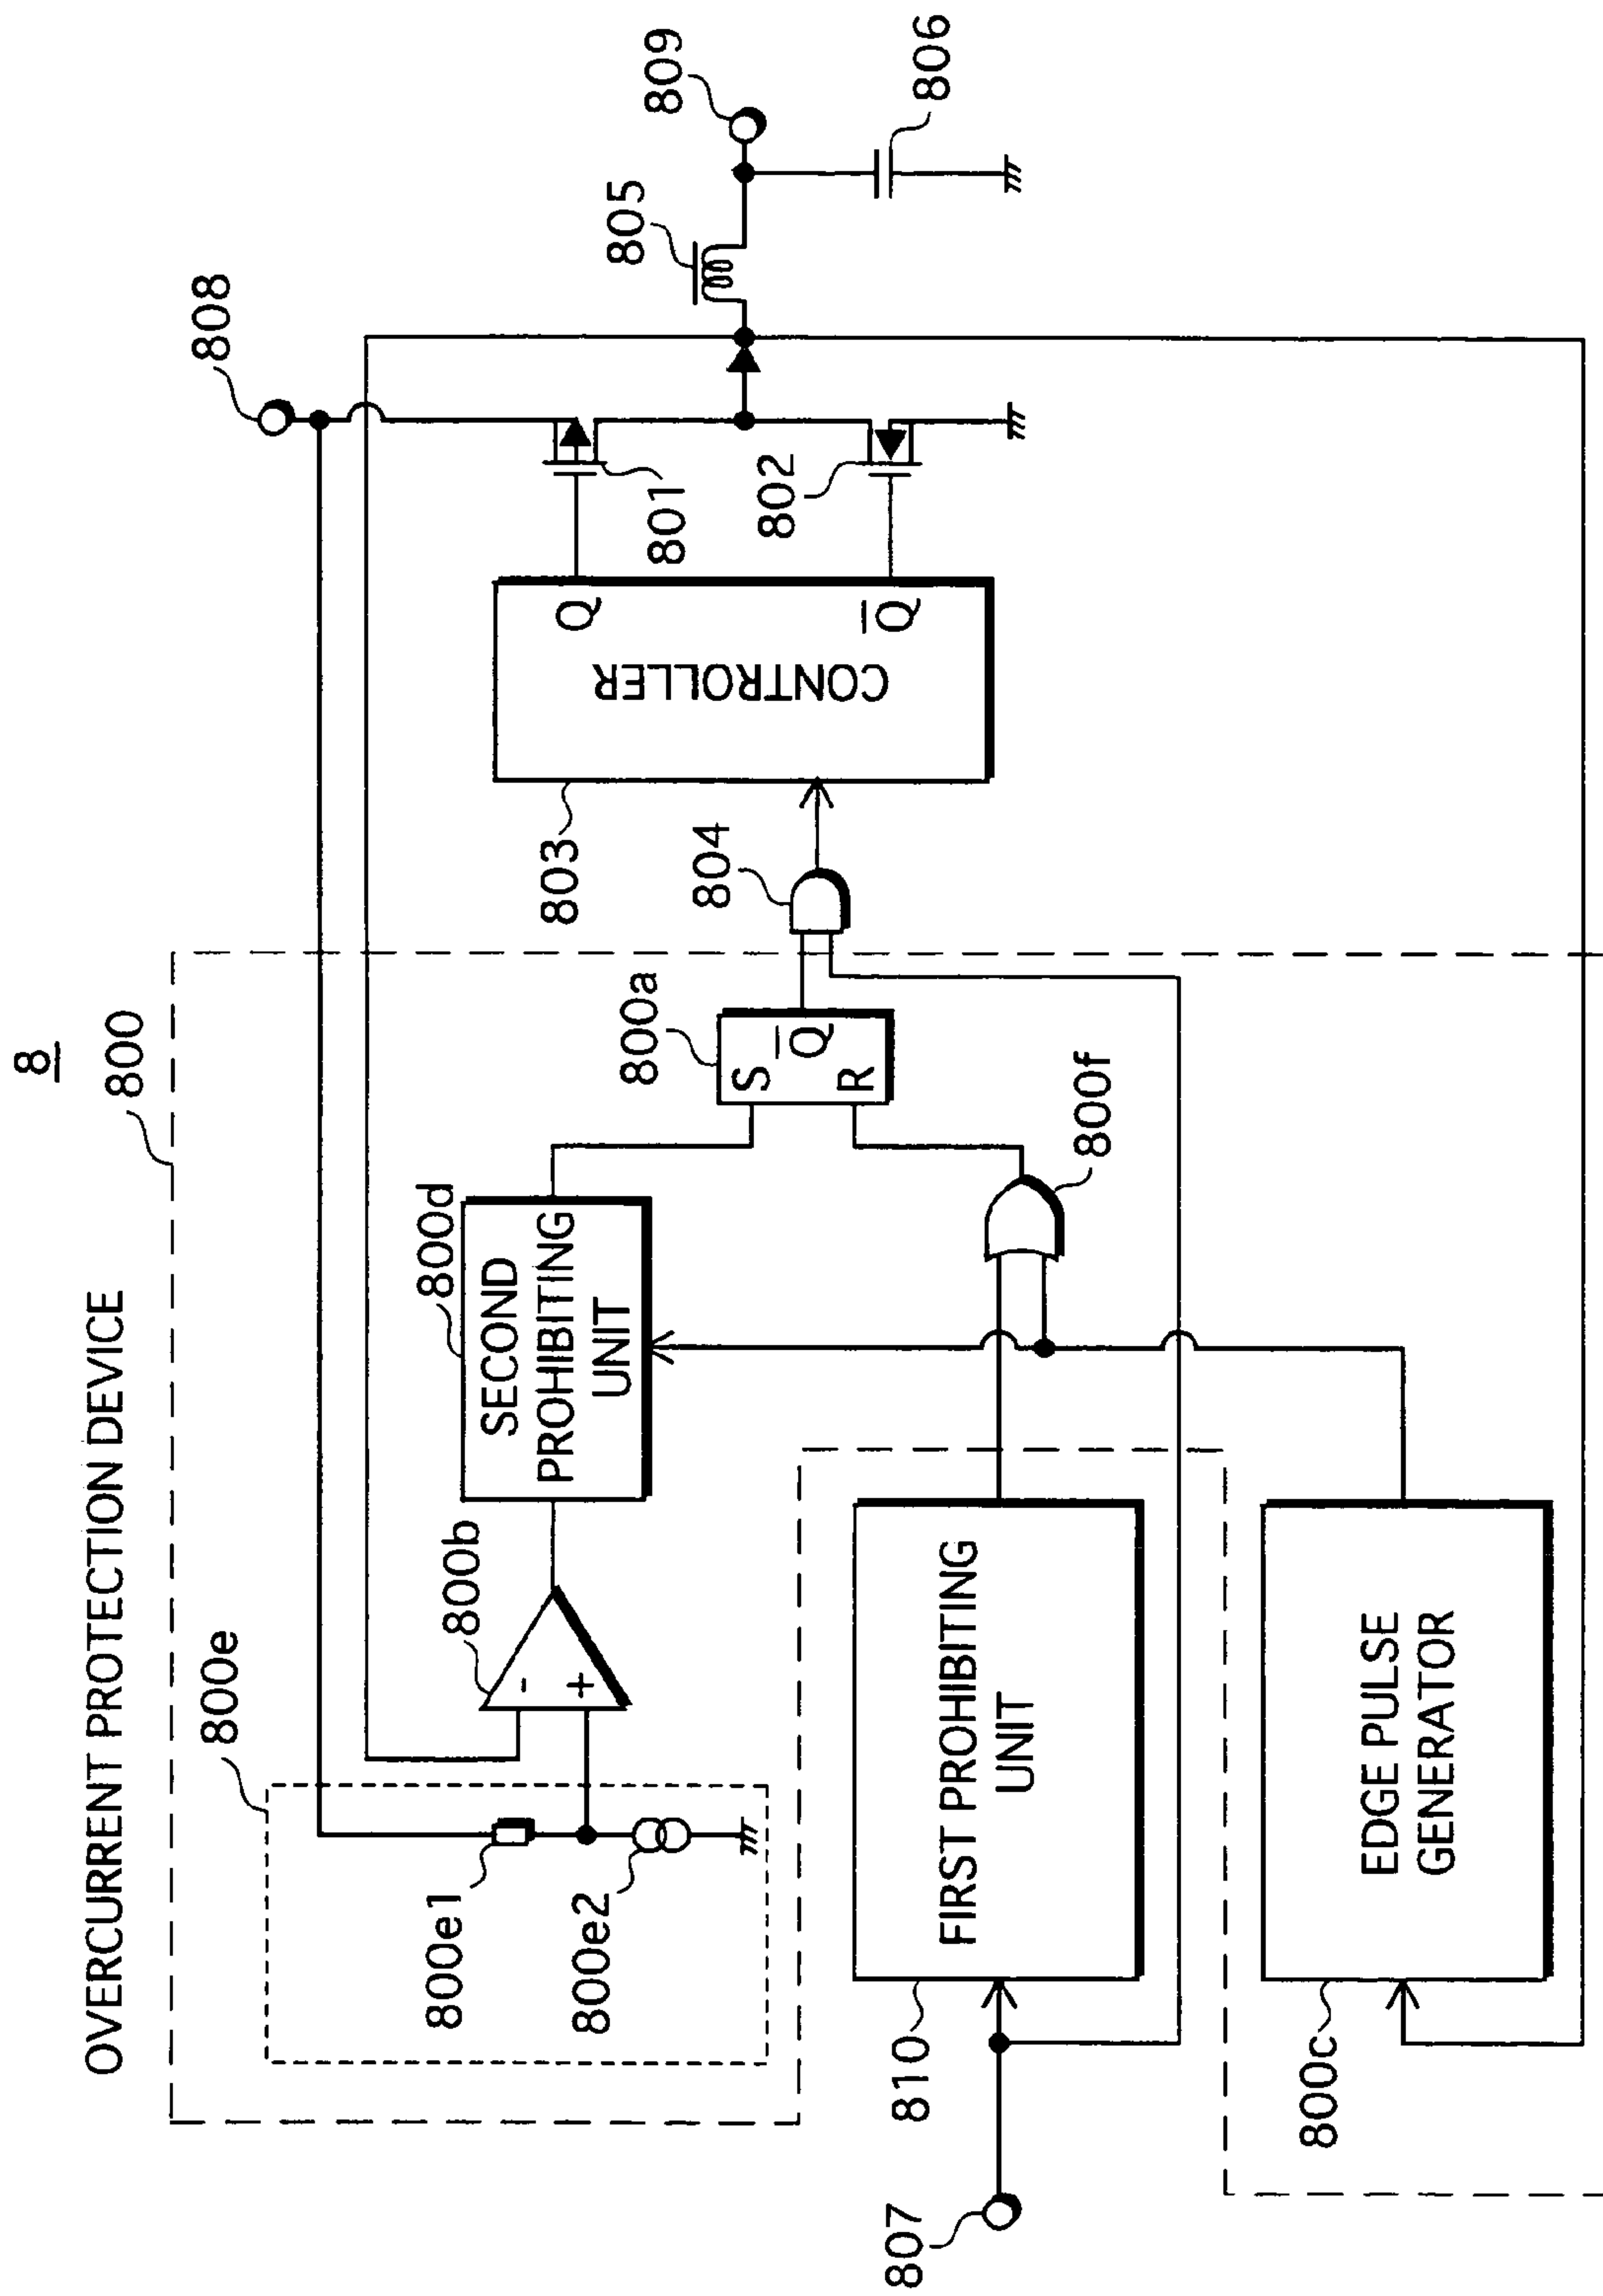 8
OVERCURRENT PROTECTION DEVICE
800
800e
800e1
800e2
800b
-
+
800d
SECOND
PROHIBITING
UNIT
800a
S
Q̅
R
800f
804
803
CONTROLLER
Q
Q̅
801
802
808
805
809
806
807
810
FIRST PROHIBITING
UNIT
800c
EDGE PULSE
GENERATOR